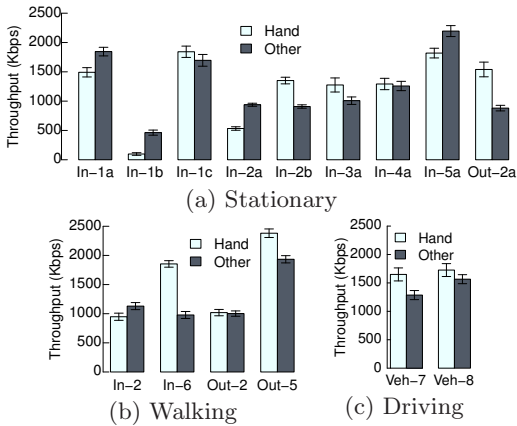 Throughput (Kbps)
2500
2000
1500
1000
500
0
Hand
Other
In−1a In−1b In−1c In−2a In−2b In−3a In−4a In−5a Out−2a
(a) Stationary
Throughput (Kbps)
2500
2000
1500
1000
500
0
Hand
Other
In−2 In−6 Out−2 Out−5
(b) Walking
Throughput (Kbps)
2500
2000
1500
1000
500
0
Hand
Other
Veh−7 Veh−8
(c) Driving